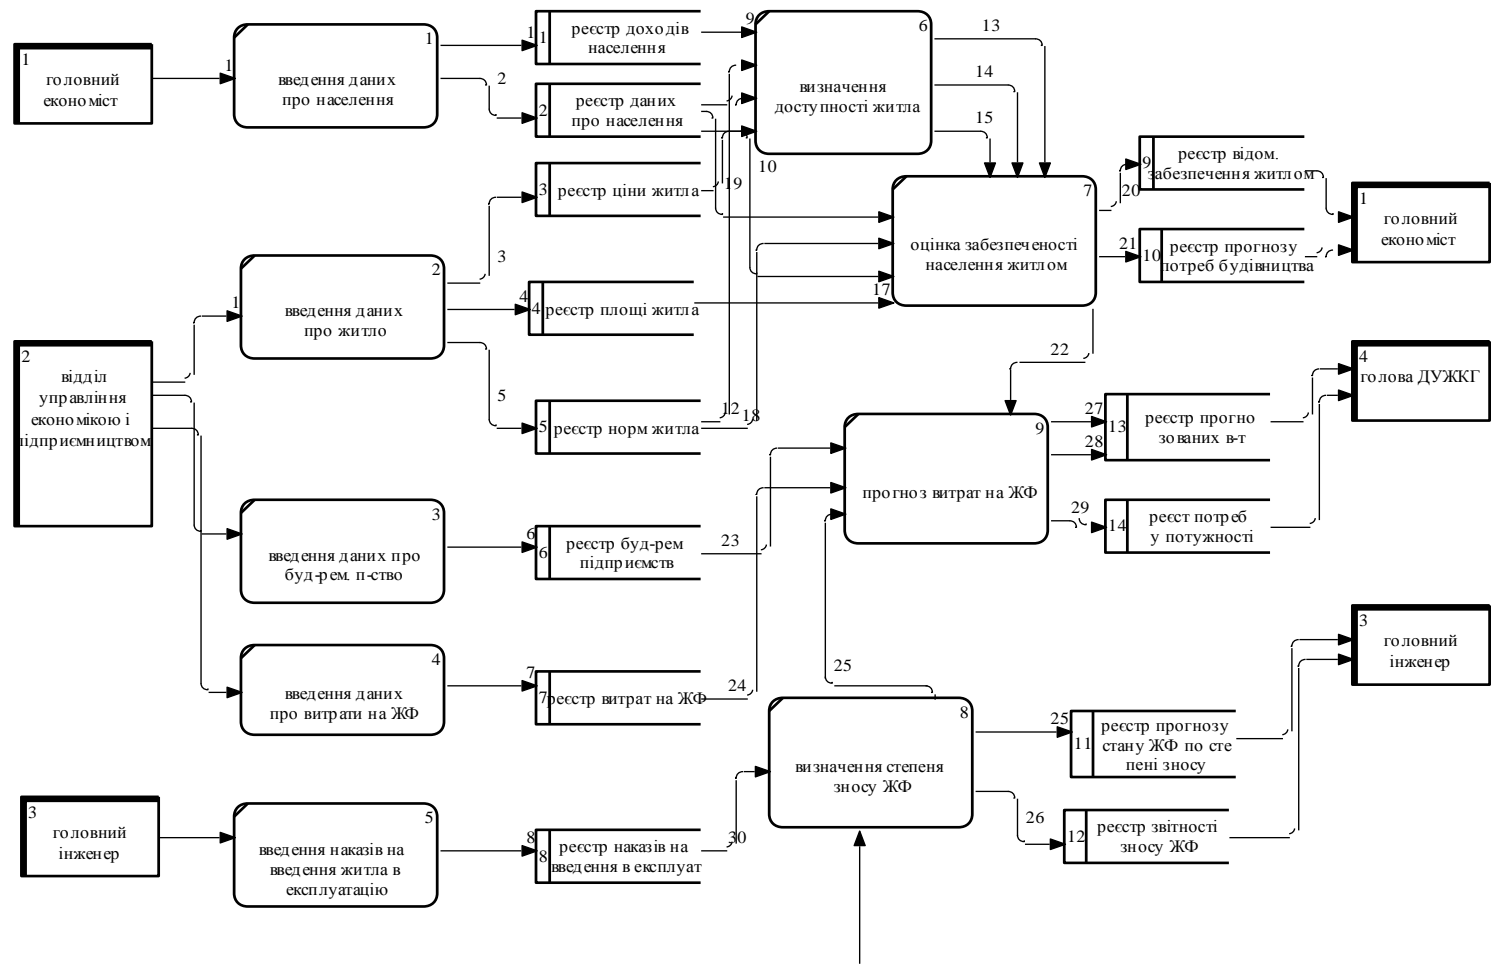 1
головний
економіст
1
1
введення даних
про населення
1
2
1
реєстр доходів
населення
2
реєстр даних
про населення
9
6
визначення
доступності житла
10
13
14
15
3
реєстр ціни житла
19
7
оцінка забезпеченості
населення житлом
17
20
21
9
реєстр відом.
забезпечення житлом
10
реєстр прогнозу
потреб будівництва
1
головний
економіст
2
відділ
управління
економікою і
підприємництвом
1
2
введення даних
про житло
3
4
5
4
реєстр площі житла
5
реєстр норм житла
12
18
22
9
прогноз витрат на ЖФ
27
28
29
13
реєстр прогно
зованих в-т
14
реєст потреб
у потужності
4
голова ДУЖКГ
3
введення даних про
буд-рем. п-ство
6
6
реєстр буд-рем
підприємств
23
4
введення даних
про витрати на ЖФ
7
7
реєстр витрат на ЖФ
24
25
8
визначення степеня
зносу ЖФ
25
26
11
реєстр прогнозу
стану ЖФ по сте
пені зносу
12
реєстр звітності
зносу ЖФ
3
головний
інженер
3
головний
інженер
5
введення наказів на
введення житла в
експлуатацію
8
8
реєстр наказів на
введення в експлуат
30